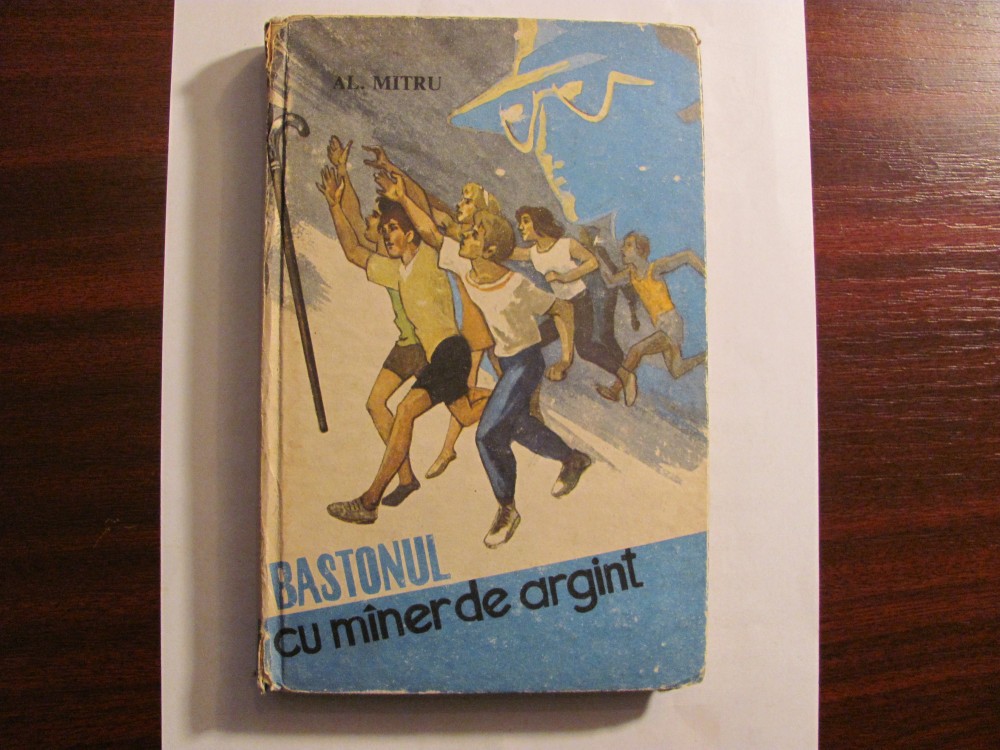 AL. MITRU
BASTONUL
cu mîner de argint